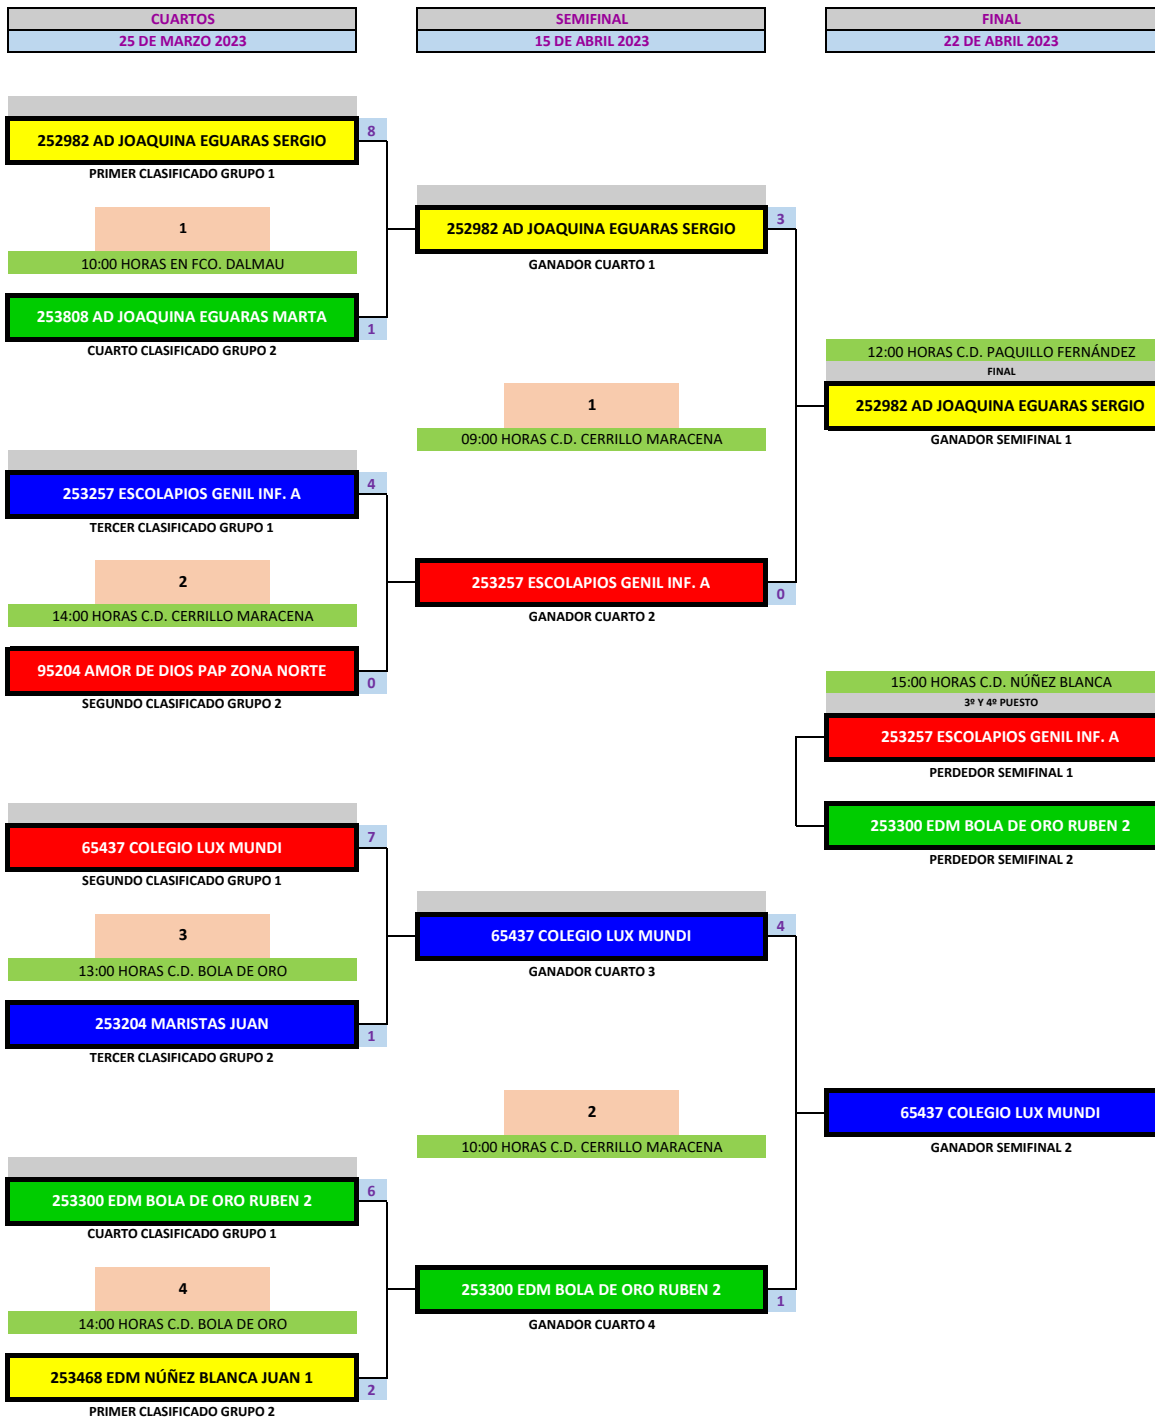 CUARTOS
25 DE MARZO 2023
SEMIFINAL
15 DE ABRIL 2023
FINAL
22 DE ABRIL 2023
252982 AD JOAQUINA EGUARAS SERGIO
8
PRIMER CLASIFICADO GRUPO 1
1
10:00 HORAS EN FCO. DALMAU
253808 AD JOAQUINA EGUARAS MARTA
1
CUARTO CLASIFICADO GRUPO 2
253257 ESCOLAPIOS GENIL INF. A
4
TERCER CLASIFICADO GRUPO 1
2
14:00 HORAS C.D. CERRILLO MARACENA
95204 AMOR DE DIOS PAP ZONA NORTE
0
SEGUNDO CLASIFICADO GRUPO 2
65437 COLEGIO LUX MUNDI
7
SEGUNDO CLASIFICADO GRUPO 1
3
13:00 HORAS C.D. BOLA DE ORO
253204 MARISTAS JUAN
1
TERCER CLASIFICADO GRUPO 2
253300 EDM BOLA DE ORO RUBEN 2
6
CUARTO CLASIFICADO GRUPO 1
4
14:00 HORAS C.D. BOLA DE ORO
253468 EDM NÚÑEZ BLANCA JUAN 1
2
PRIMER CLASIFICADO GRUPO 2
252982 AD JOAQUINA EGUARAS SERGIO
3
GANADOR CUARTO 1
1
09:00 HORAS C.D. CERRILLO MARACENA
253257 ESCOLAPIOS GENIL INF. A
0
GANADOR CUARTO 2
65437 COLEGIO LUX MUNDI
4
GANADOR CUARTO 3
2
10:00 HORAS C.D. CERRILLO MARACENA
253300 EDM BOLA DE ORO RUBEN 2
1
GANADOR CUARTO 4
12:00 HORAS C.D. PAQUILLO FERNÁNDEZ
FINAL
252982 AD JOAQUINA EGUARAS SERGIO
GANADOR SEMIFINAL 1
15:00 HORAS C.D. NÚÑEZ BLANCA
3º Y 4º PUESTO
253257 ESCOLAPIOS GENIL INF. A
PERDEDOR SEMIFINAL 1
253300 EDM BOLA DE ORO RUBEN 2
PERDEDOR SEMIFINAL 2
65437 COLEGIO LUX MUNDI
GANADOR SEMIFINAL 2